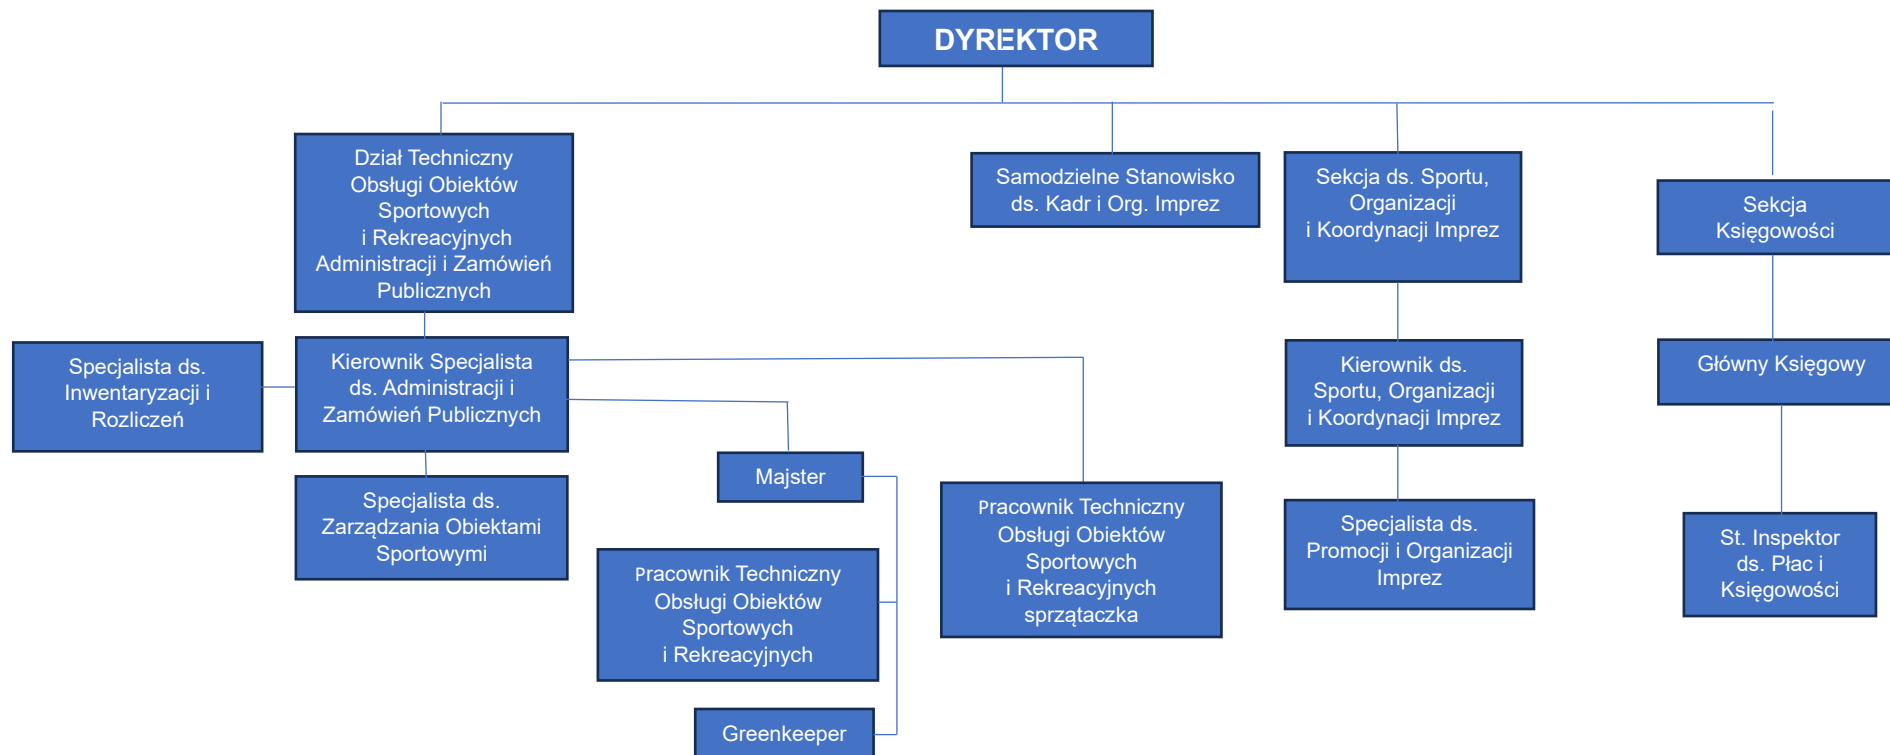 DYREKTOR
Dział Techniczny
Obsługi Obiektów
Sportowych
i Rekreacyjnych
Administracji i Zamówień
Publicznych
Samodzielne Stanowisko
ds. Kadr i Org. Imprez
Sekcja ds. Sportu,
Organizacji
i Koordynacji Imprez
Sekcja
Księgowości
Specjalista ds.
Inwentaryzacji i
Rozliczeń
Kierownik Specjalista
ds. Administracji i
Zamówień Publicznych
Kierownik ds.
Sportu, Organizacji
i Koordynacji Imprez
Główny Księgowy
Specjalista ds.
Zarządzania Obiektami
Sportowymi
Majster
Pracownik Techniczny
Obsługi Obiektów
Sportowych
i Rekreacyjnych
sprzątaczka
Specjalista ds.
Promocji i Organizacji
Imprez
St. Inspektor
ds. Płac i
Księgowości
Pracownik Techniczny
Obsługi Obiektów
Sportowych
i Rekreacyjnych
Greenkeeper